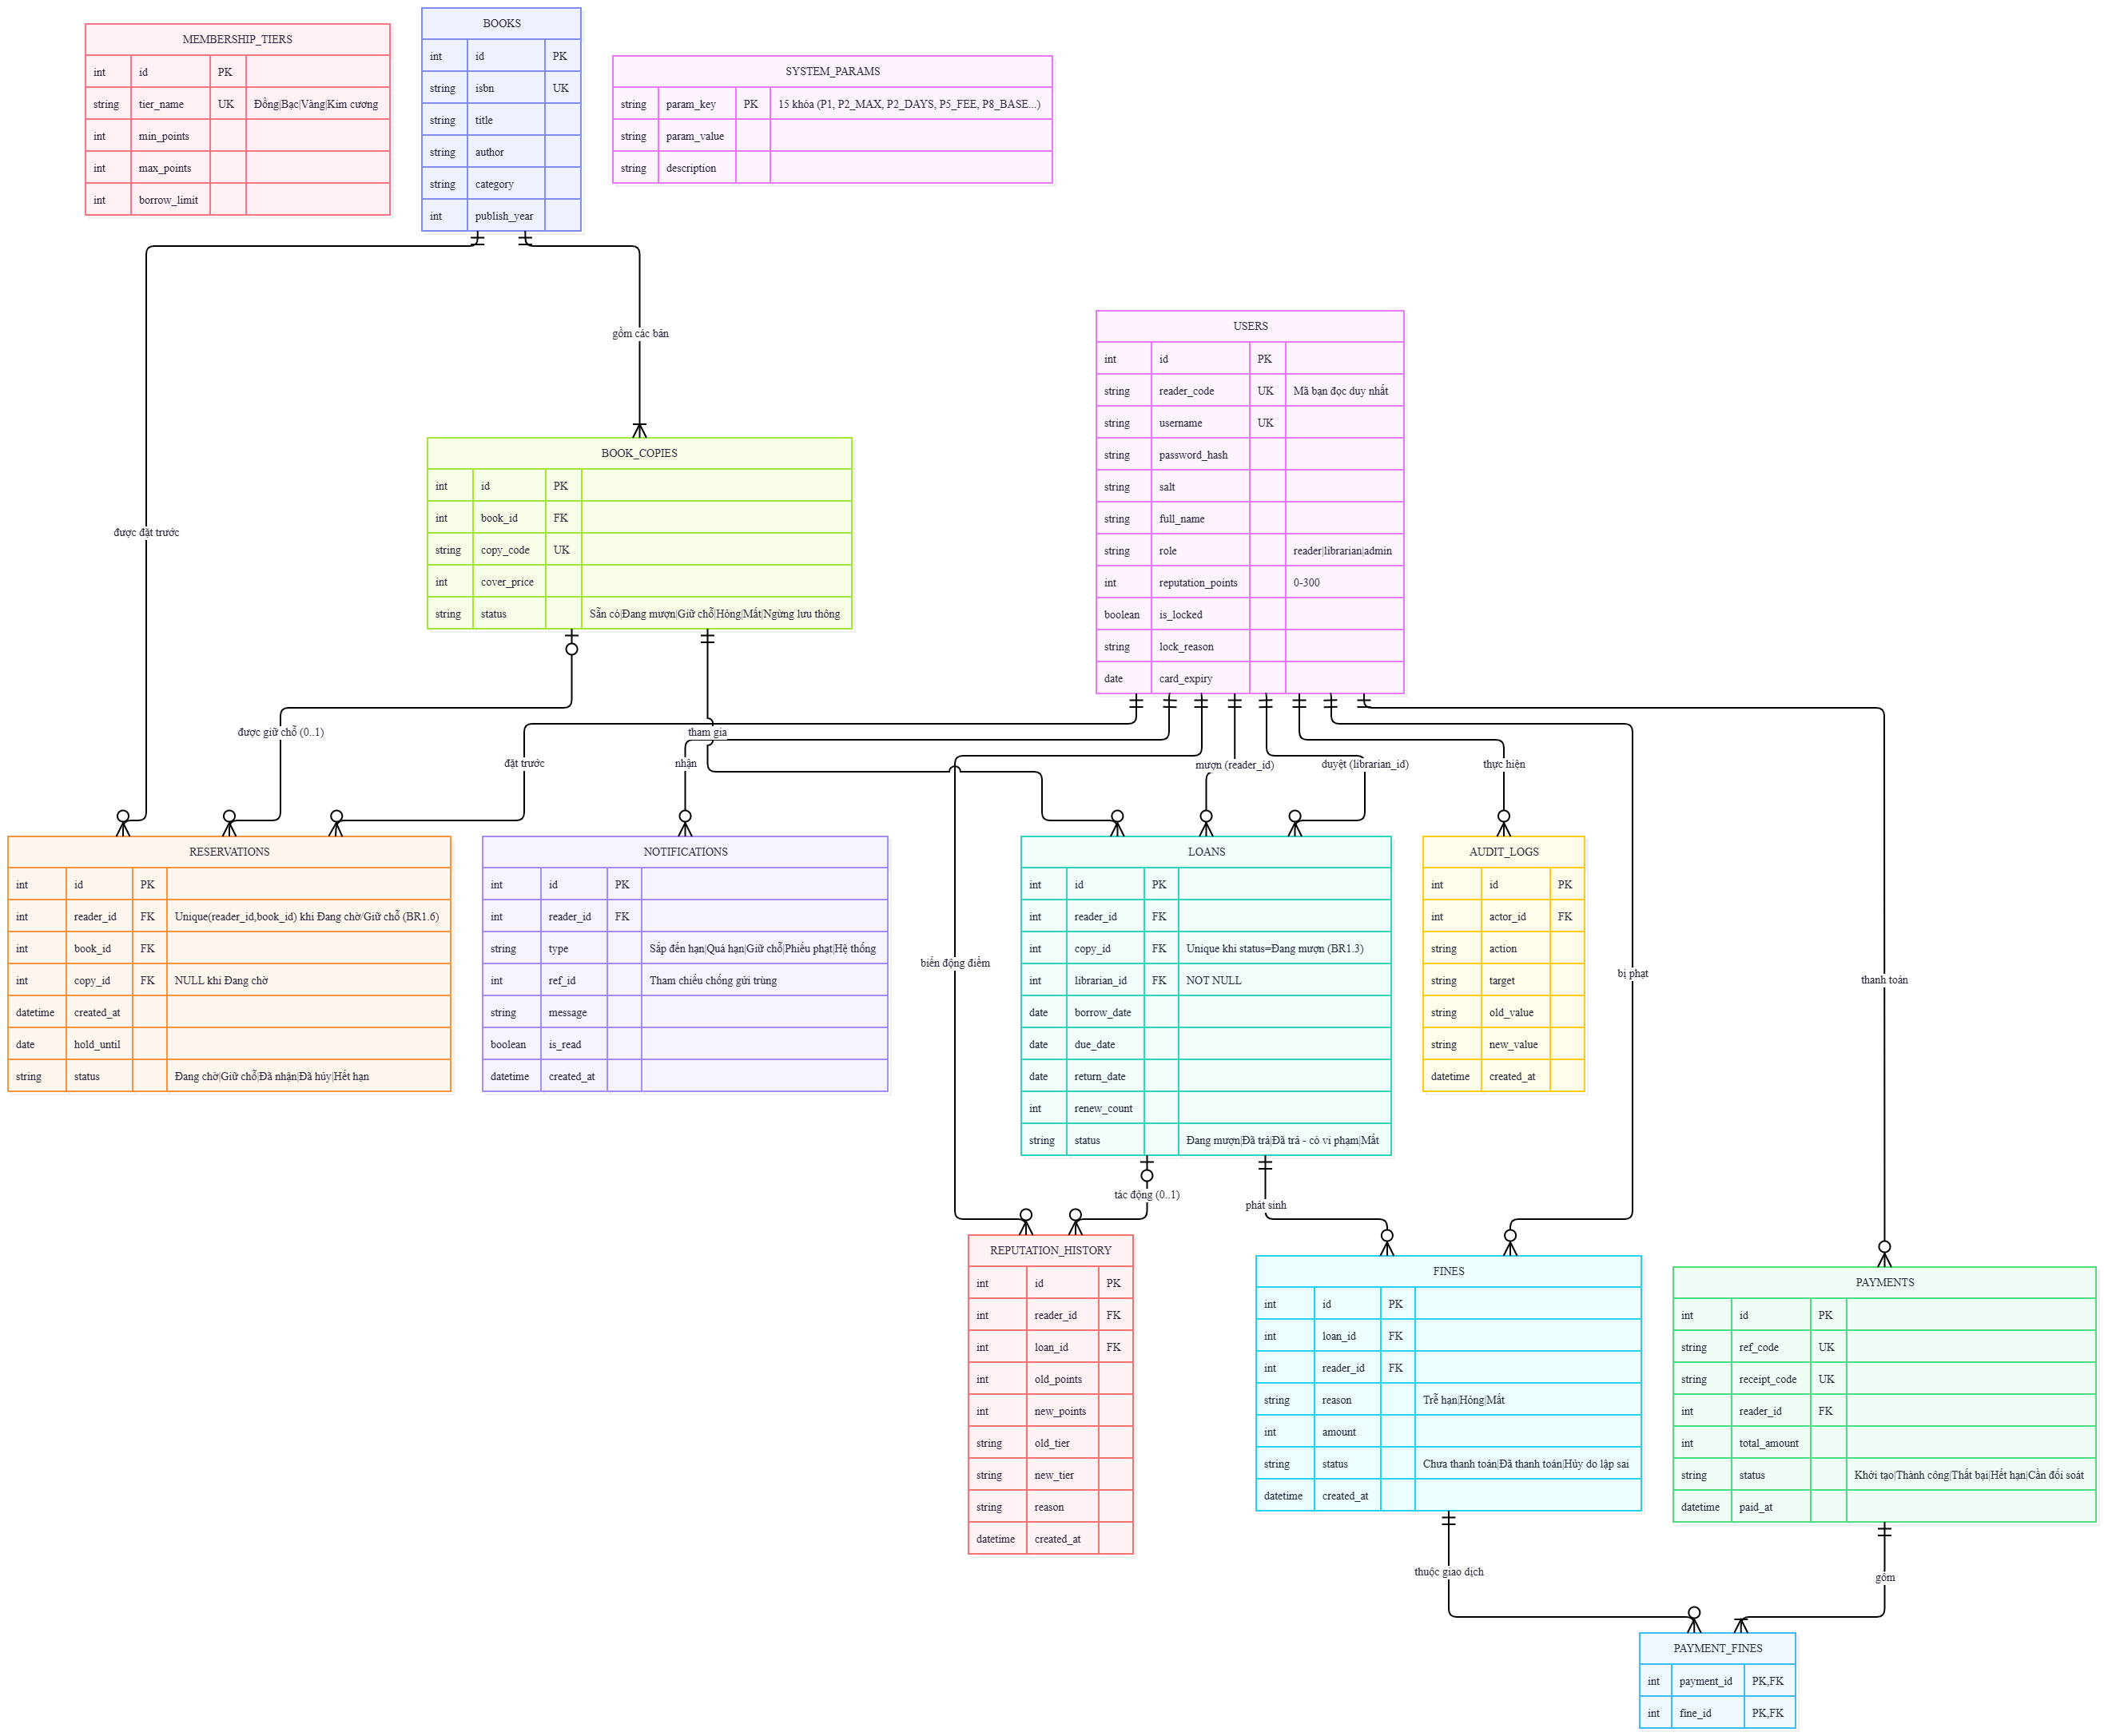 MEMBERSHIP_TIERS
int id PK
string tier_name UK Đồng|Bạc|Vàng|Kim cương
int min_points
int max_points
int borrow_limit
BOOKS
int id PK
string isbn UK
string title
string author
string category
int publish_year
SYSTEM_PARAMS
string param_key PK 15 khóa (P1, P2_MAX, P2_DAYS, P5_FEE, P8_BASE...)
string param_value
string description
gồm các bản
được đặt trước
USERS
int id PK
string reader_code UK Mã bạn đọc duy nhất
string username UK
string password_hash
string salt
string full_name
string role reader|librarian|admin
int reputation_points 0-300
boolean is_locked
string lock_reason
date card_expiry
BOOK_COPIES
int id PK
int book_id FK
string copy_code UK
int cover_price
string status Sẵn có|Đang mượn|Giữ chỗ|Hỏng|Mất|Ngừng lưu thông
được giữ chỗ (0..1)
đặt trước
tham gia
nhận
mượn (reader_id)
duyệt (librarian_id)
thực hiện
biến động điểm
bị phạt
thanh toán
RESERVATIONS
int id PK
int reader_id FK Unique(reader_id,book_id) khi Đang chờ/Giữ chỗ (BR1.6)
int book_id FK
int copy_id FK NULL khi Đang chờ
datetime created_at
date hold_until
string status Đang chờ|Giữ chỗ|Đã nhận|Đã hủy|Hết hạn
NOTIFICATIONS
int id PK
int reader_id FK
string type Sắp đến hạn|Quá hạn|Giữ chỗ|Phiếu phạt|Hệ thống
int ref_id Tham chiếu chống gửi trùng
string message
boolean is_read
datetime created_at
LOANS
int id PK
int reader_id FK
int copy_id FK Unique khi status=Đang mượn (BR1.3)
int librarian_id FK NOT NULL
date borrow_date
date due_date
date return_date
int renew_count
string status Đang mượn|Đã trả|Đã trả - có vi phạm|Mất
AUDIT_LOGS
int id PK
int actor_id FK
string action
string target
string old_value
string new_value
datetime created_at
tác động (0..1)
phát sinh
REPUTATION_HISTORY
int id PK
int reader_id FK
int loan_id FK
int old_points
int new_points
string old_tier
string new_tier
string reason
datetime created_at
FINES
int id PK
int loan_id FK
int reader_id FK
string reason Trễ hạn|Hỏng|Mất
int amount
string status Chưa thanh toán|Đã thanh toán|Hủy do lập sai
datetime created_at
PAYMENTS
int id PK
string ref_code UK
string receipt_code UK
int reader_id FK
int total_amount
string status Khởi tạo|Thành công|Thất bại|Hết hạn|Cần đối soát
datetime paid_at
thuộc giao dịch
gồm
PAYMENT_FINES
int payment_id PK,FK
int fine_id PK,FK